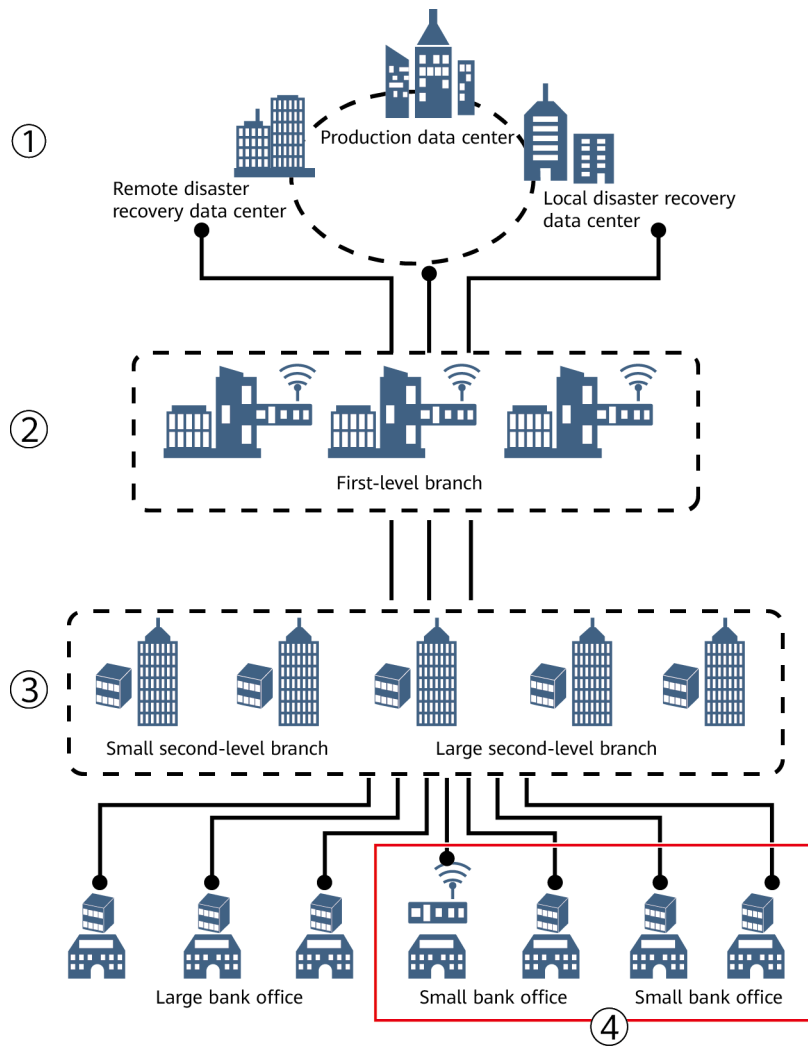 ①
Production data center
Remote disaster
recovery data center
Local disaster recovery
data center
②
First-level branch
③
Small second-level branch
Large second-level branch
Large bank office
Small bank office
Small bank office
④